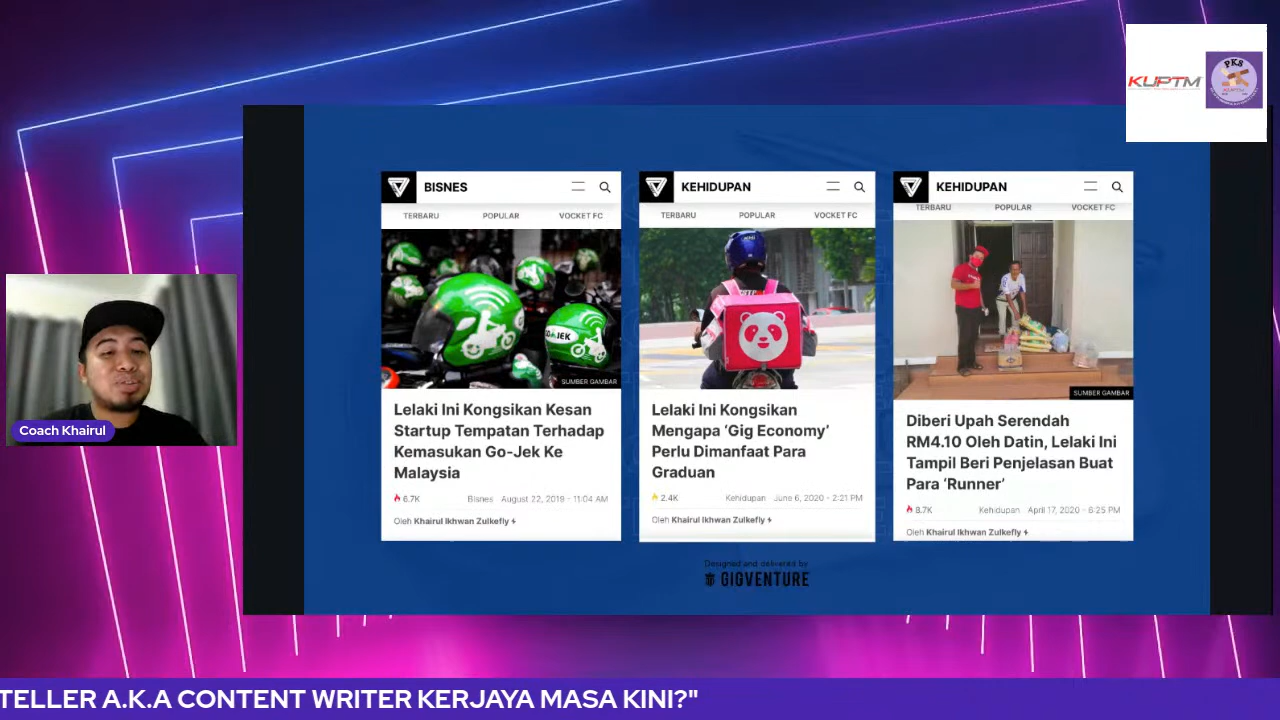 KUPTM
PKS
BISNES
TERBARU POPULAR VOCKET FC
GO-JEK
SUMBER GAMBAR
Lelaki Ini Kongsikan Kesan
Startup Tempatan Terhadap
Kemasukan Go-Jek Ke
Malaysia
6.7K Bisnes August 22, 2019 - 11:04 AM
Oleh Khairul Ikhwan Zulkefly
KEHIDUPAN
TERBARU POPULAR VOCKET FC
Lelaki Ini Kongsikan
Mengapa ‘Gig Economy’
Perlu Dimanfaat Para
Graduan
2.4K Kehidupan June 6, 2020 - 2:21 PM
Oleh Khairul Ikhwan Zulkefly
KEHIDUPAN
TERBARU POPULAR VOCKET FC
SUMBER GAMBAR
Diberi Upah Serendah
RM4.10 Oleh Datin, Lelaki Ini
Tampil Beri Penjelasan Buat
Para ‘Runner’
8.7K Kehidupan April 17, 2020 - 6:25 PM
Oleh Khairul Ikhwan Zulkefly
Coach Khairul
Designed and delivered by
GIGVENTURE
TELLER A.K.A CONTENT WRITER KERJAYA MASA KINI?"